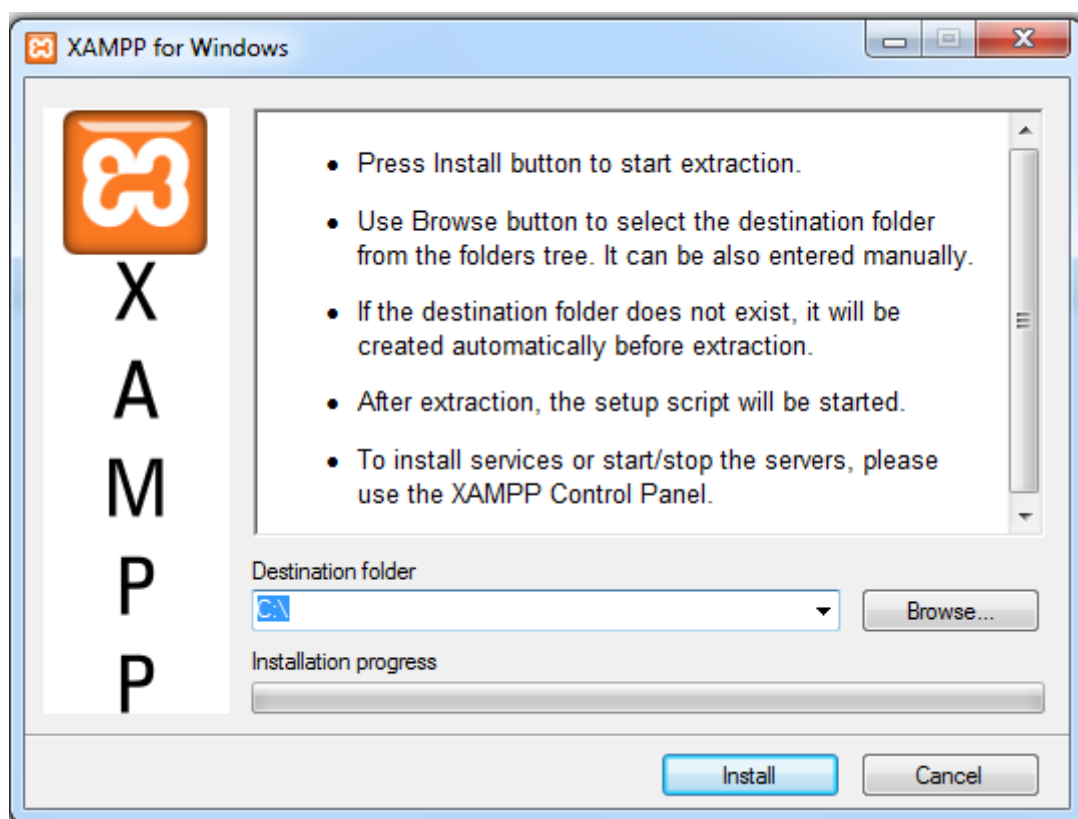 XAMPP for Windows
X
A
M
P
P
• Press Install button to start extraction.
• Use Browse button to select the destination folder
from the folders tree. It can be also entered manually.
• If the destination folder does not exist, it will be
created automatically before extraction.
• After extraction, the setup script will be started.
• To install services or start/stop the servers, please
use the XAMPP Control Panel.
Destination folder
C:\
Browse...
Installation progress
Install
Cancel